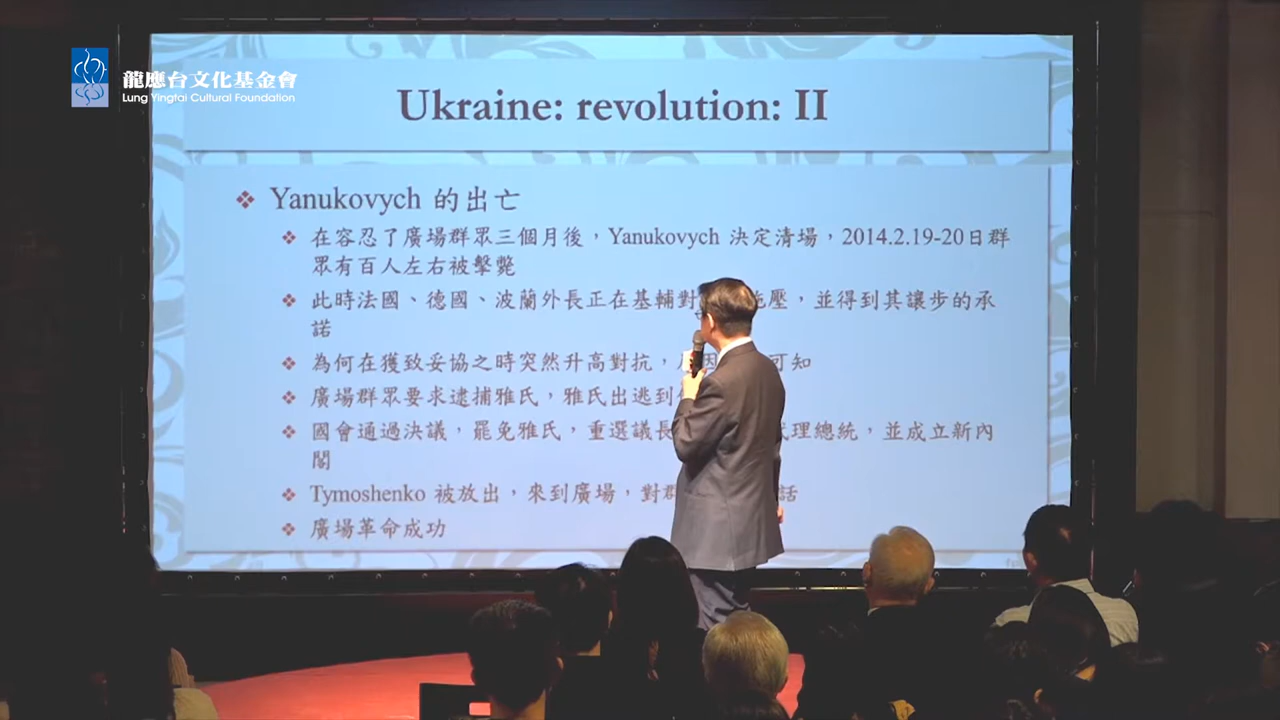 龍應台文化基金會
Lung Yingtai Cultural Foundation
Ukraine: revolution: II
Yanukovych 的出亡
在容忍了廣場群眾三個月後，Yanukovych 決定清場，2014.2.19-20日群
眾有百人左右被擊斃
此時法國、德國、波蘭外長正在基輔對 施壓，並得到其讓步的承
諾
為何在獲致妥協之時突然升高對抗， 可知
廣場群眾要求逮捕雅氏，雅氏出逃到
國會通過決議，罷免雅氏，重選議長 代理總統，並成立新內
閣
Tymoshenko 被放出，來到廣場，對群 話
廣場革命成功